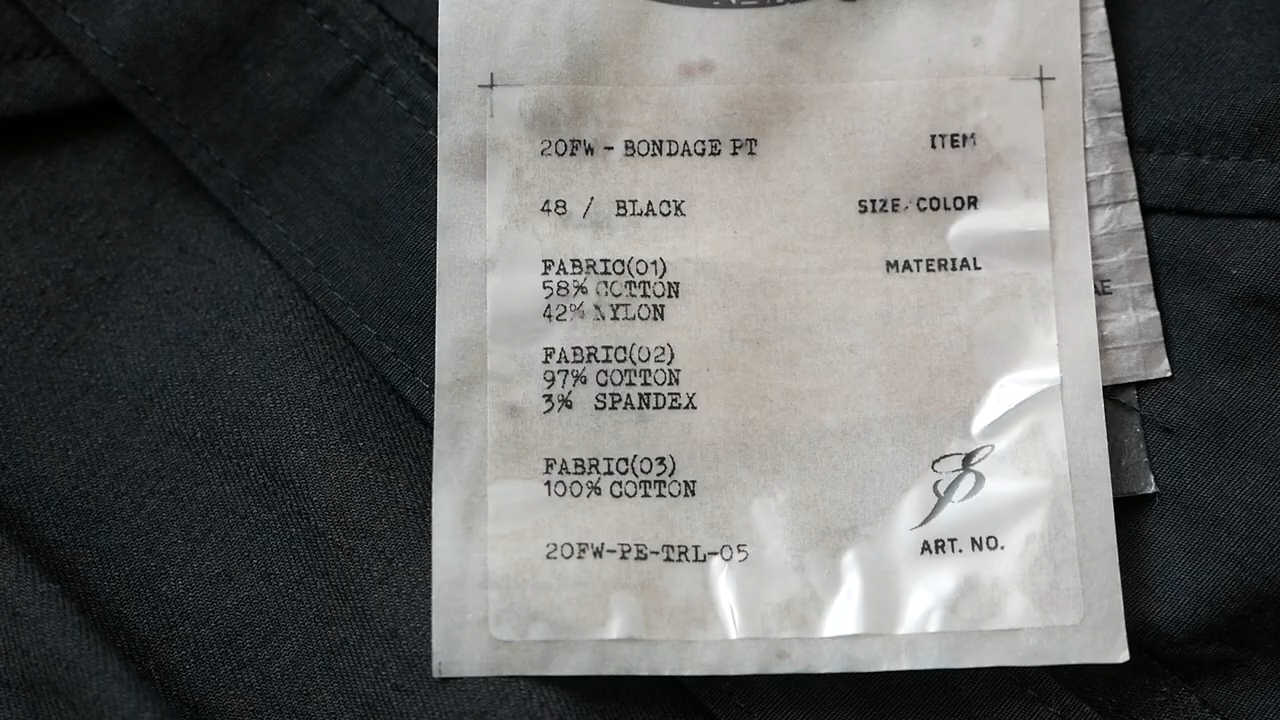 20FW - BONDAGE PT ITEM
48 / BLACK SIZE/COLOR
FABRIC(01) MATERIAL
58% COTTON
42% NYLON
FABRIC(02)
97% COTTON
3% SPANDEX
FABRIC(03)
100% COTTON
20FW-PE-TRL-05 ART. NO.